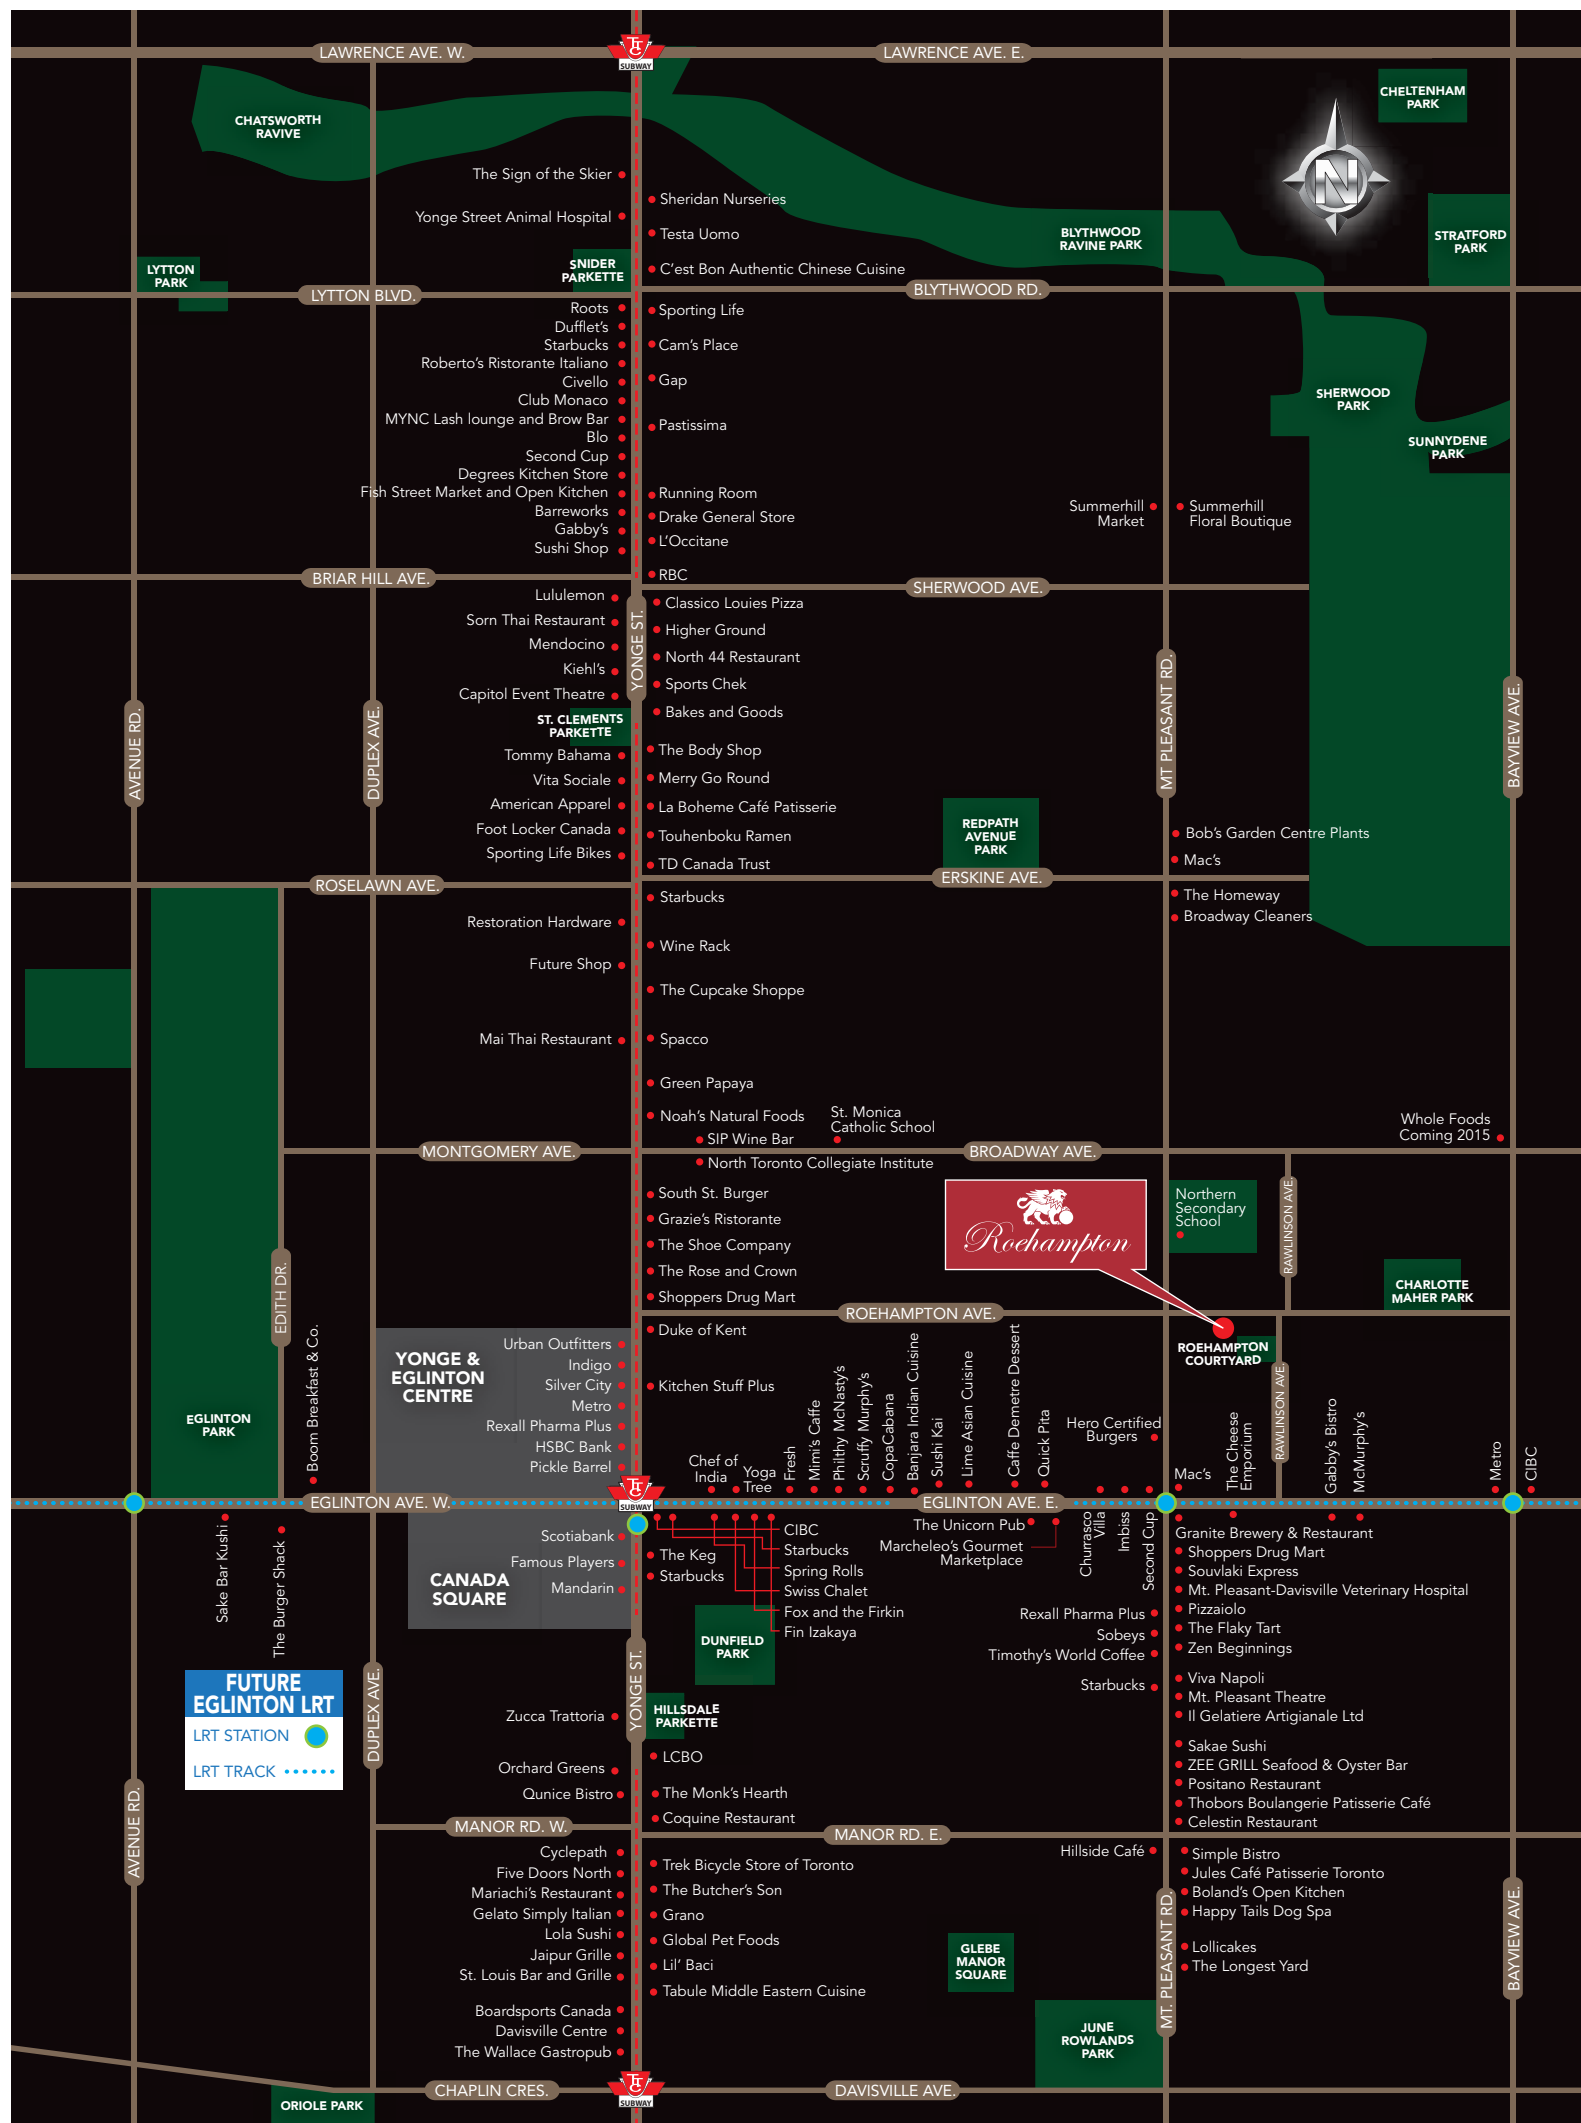 LAWRENCE AVE. W.
TTC
SUBWAY
LAWRENCE AVE. E.
CHELTENHAM
PARK
CHATSWORTH
RAVIVE
N
The Sign of the Skier
Sheridan Nurseries
Yonge Street Animal Hospital
Testa Uomo
BLYTHWOOD
RAVINE PARK
STRATFORD
PARK
LYTTON
PARK
SNIDER
PARKETTE
C'est Bon Authentic Chinese Cuisine
LYTTON BLVD.
BLYTHWOOD RD.
Roots
Dufflet's
Starbucks
Roberto's Ristorante Italiano
Civello
Club Monaco
MYNC Lash lounge and Brow Bar
Blo
Second Cup
Degrees Kitchen Store
Fish Street Market and Open Kitchen
Barreworks
Gabby's
Sushi Shop
Sporting Life
Cam's Place
Gap
Pastissima
Running Room
Drake General Store
L'Occitane
RBC
SHERWOOD
PARK
SUNNYDENE
PARK
Summerhill
Market
Summerhill
Floral Boutique
BRIAR HILL AVE.
SHERWOOD AVE.
Lululemon
Sorn Thai Restaurant
Mendocino
Kiehl's
Capitol Event Theatre
YONGE ST.
Classico Louies Pizza
Higher Ground
North 44 Restaurant
Sports Chek
Bakes and Goods
ST. CLEMENTS
PARKETTE
AVENUE RD.
DUPLEX AVE.
MT PLEASANT RD.
BAYVIEW AVE.
Tommy Bahama
Vita Sociale
American Apparel
Foot Locker Canada
Sporting Life Bikes
The Body Shop
Merry Go Round
La Boheme Café Patisserie
Touhenboku Ramen
TD Canada Trust
REDPATH
AVENUE
PARK
Bob's Garden Centre Plants
Mac's
ROSELAWN AVE.
ERSKINE AVE.
The Homeway
Broadway Cleaners
Restoration Hardware
Future Shop
Mai Thai Restaurant
Starbucks
Wine Rack
The Cupcake Shoppe
Spacco
Green Papaya
Noah's Natural Foods
SIP Wine Bar
St. Monica
Catholic School
Whole Foods
Coming 2015
MONTGOMERY AVE.
BROADWAY AVE.
North Toronto Collegiate Institute
South St. Burger
Grazie's Ristorante
The Shoe Company
The Rose and Crown
Shoppers Drug Mart
Roehampton
Northern
Secondary
School
RAWLINSON AVE.
EDITH DR.
CHARLOTTE
MAHER PARK
ROEHAMPTON AVE.
ROEHAMPTON
COURTYARD
RAWLINSON AVE.
YONGE &
EGLINTON
CENTRE
Urban Outfitters
Indigo
Silver City
Metro
Rexall Pharma Plus
HSBC Bank
Pickle Barrel
Duke of Kent
Kitchen Stuff Plus
EGLINTON
PARK
Boom Breakfast & Co.
Chef of
India
Yoga
Tree
Fresh
Mimi's Caffe
Philthy McNasty's
Scruffy Murphy's
CopaCabana
Banjara Indian Cuisine
Sushi Kai
Lime Asian Cuisine
Caffe Demetre Dessert
Quick Pita
Hero Certified
Burgers
Mac's
The Cheese
Emporium
Gabby's Bistro
McMurphy's
Metro
CIBC
EGLINTON AVE. W.
TTC
SUBWAY
EGLINTON AVE. E.
Sake Bar Kushi
The Burger Shack
CANADA
SQUARE
Scotiabank
Famous Players
Mandarin
The Keg
Starbucks
CIBC
Starbucks
Spring Rolls
Swiss Chalet
Fox and the Firkin
Fin Izakaya
The Unicorn Pub
Marcheleo's Gourmet
Marketplace
Churrasco
Villa
Imbiss
Second Cup
Granite Brewery & Restaurant
Shoppers Drug Mart
Souvlaki Express
Mt. Pleasant-Davisville Veterinary Hospital
Pizzaiolo
The Flaky Tart
Zen Beginnings
Rexall Pharma Plus
Sobeys
Timothy's World Coffee
Starbucks
Viva Napoli
Mt. Pleasant Theatre
Il Gelatiere Artigianale Ltd
DUNFIELD
PARK
FUTURE
EGLINTON LRT
LRT STATION
LRT TRACK
DUPLEX AVE.
YONGE ST.
HILLSDALE
PARKETTE
Zucca Trattoria
Orchard Greens
Qunice Bistro
LCBO
The Monk's Hearth
Coquine Restaurant
Sakae Sushi
ZEE GRILL Seafood & Oyster Bar
Positano Restaurant
Thobors Boulangerie Patisserie Café
Celestin Restaurant
AVENUE RD.
MANOR RD. W.
MANOR RD. E.
Cyclepath
Five Doors North
Mariachi's Restaurant
Gelato Simply Italian
Lola Sushi
Jaipur Grille
St. Louis Bar and Grille
Boardsports Canada
Davisville Centre
The Wallace Gastropub
Trek Bicycle Store of Toronto
The Butcher's Son
Grano
Global Pet Foods
Lil' Baci
Tabule Middle Eastern Cuisine
Hillside Café
Simple Bistro
Jules Café Patisserie Toronto
Boland's Open Kitchen
Happy Tails Dog Spa
Lollicakes
The Longest Yard
MT. PLEASANT RD.
BAYVIEW AVE.
GLEBE
MANOR
SQUARE
JUNE
ROWLANDS
PARK
CHAPLIN CRES.
TTC
SUBWAY
DAVISVILLE AVE.
ORIOLE PARK